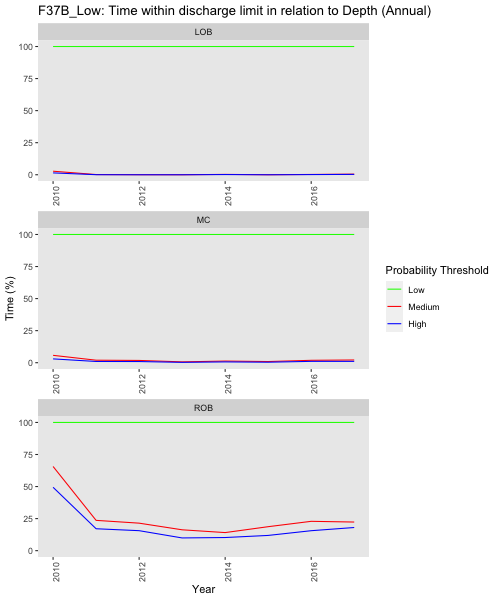 F37B_Low: Time within discharge limit in relation to Depth (Annual)
LOB
100
75
50
25
0
2010
2012
2014
2016
MC
100
75
50
25
0
2010
2012
2014
2016
ROB
100
75
50
25
0
2010
2012
2014
2016
Time (%)
Year
Probability Threshold
Low
Medium
High